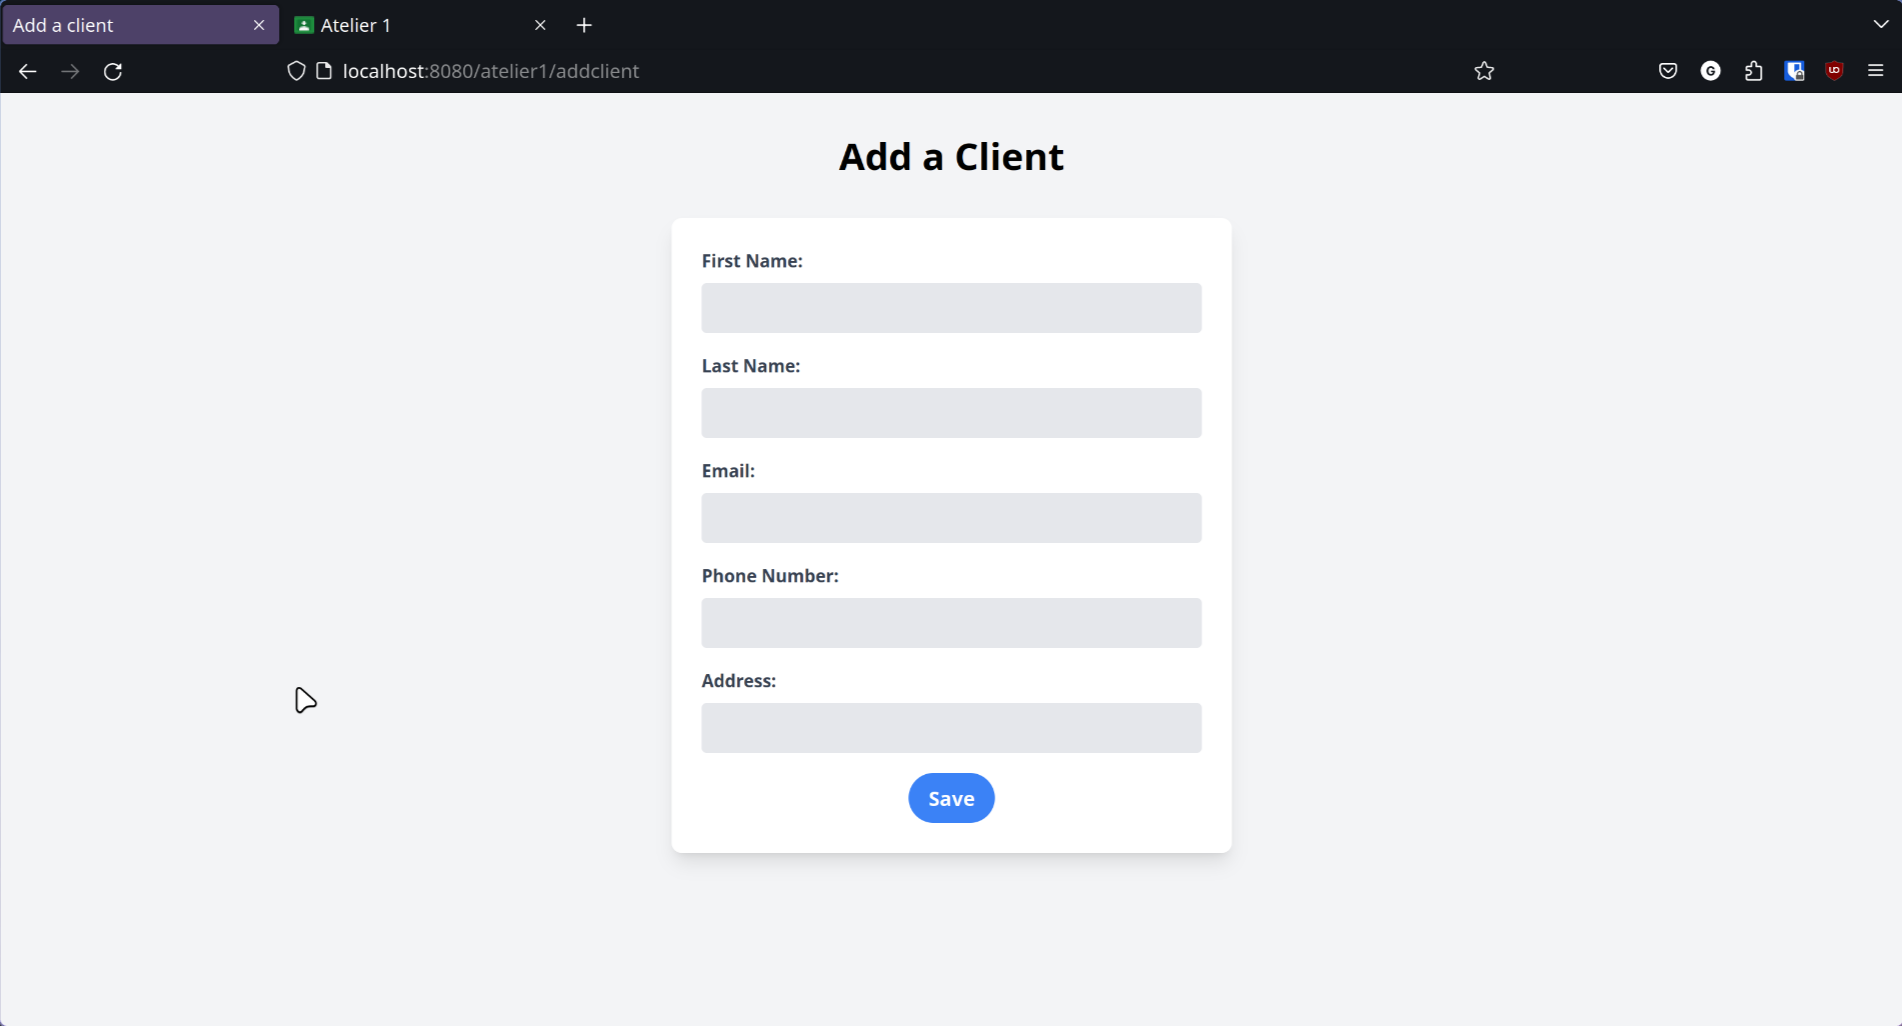 Add a client
Atelier 1
localhost:8080/atelier1/addclient
G
UO
Add a Client
First Name:
Last Name:
Email:
Phone Number:
Address:
Save